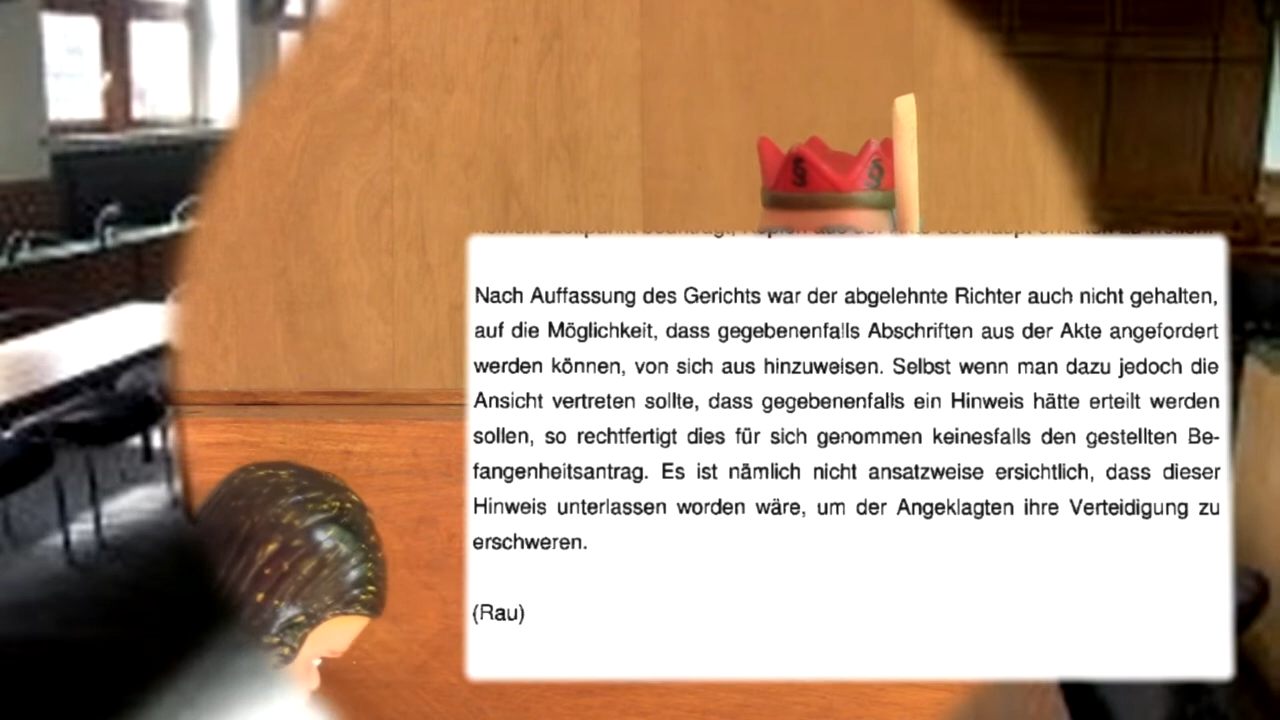 § §
Nach Auffassung des Gerichts war der abgelehnte Richter auch nicht gehalten,
auf die Möglichkeit, dass gegebenenfalls Abschriften aus der Akte angefordert
werden können, von sich aus hinzuweisen. Selbst wenn man dazu jedoch die
Ansicht vertreten sollte, dass gegebenenfalls ein Hinweis hätte erteilt werden
sollen, so rechtfertigt dies für sich genommen keinesfalls den gestellten Be-
fangenheitsantrag. Es ist nämlich nicht ansatzweise ersichtlich, dass dieser
Hinweis unterlassen worden wäre, um der Angeklagten ihre Verteidigung zu
erschweren.
(Rau)